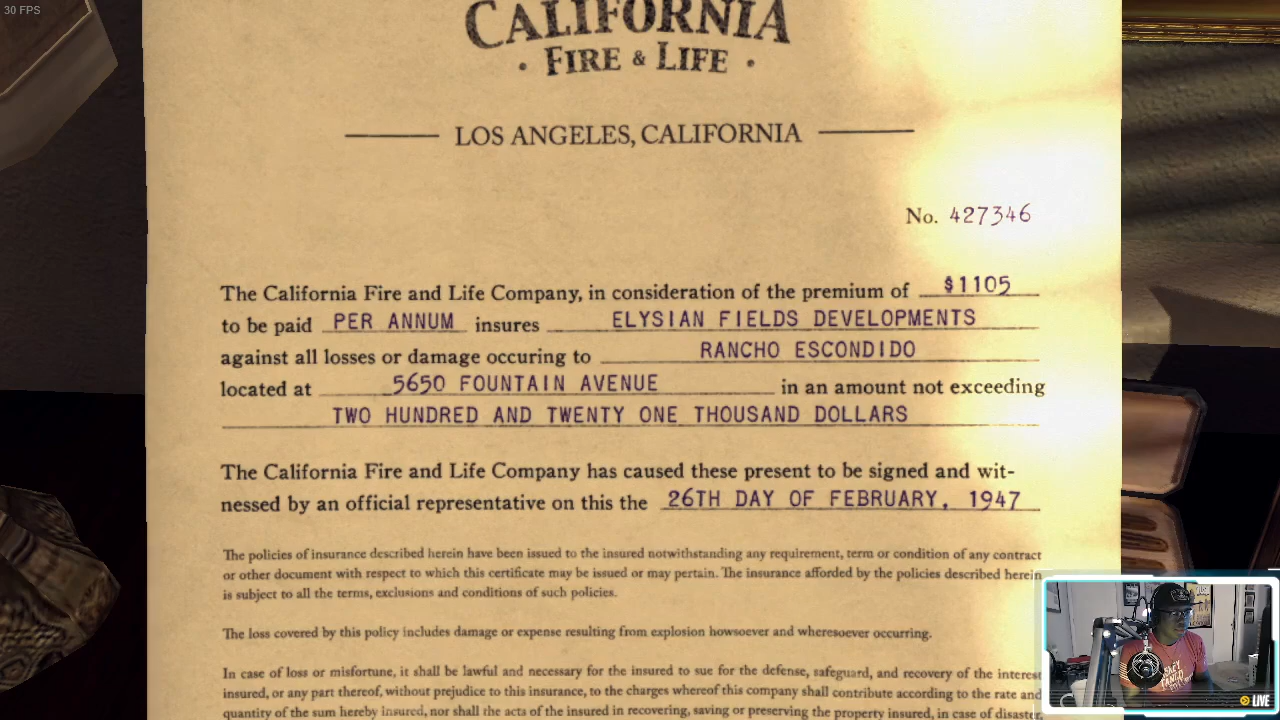 30 FPS
CALIFORNIA
· FIRE & LIFE ·
LOS ANGELES, CALIFORNIA
No. 427346
The California Fire and Life Company, in consideration of the premium of $1105
to be paid PER ANNUM insures ELYSIAN FIELDS DEVELOPMENTS
against all losses or damage occuring to RANCHO ESCONDIDO
located at 5650 FOUNTAIN AVENUE in an amount not exceeding
TWO HUNDRED AND TWENTY ONE THOUSAND DOLLARS
The California Fire and Life Company has caused these present to be signed and wit-
nessed by an official representative on this the 26TH DAY OF FEBRUARY, 1947
The policies of insurance described herein have been issued to the insured notwithstanding any requirement, term or condition of any contract
or other document with respect to which this certificate may be issued or may pertain. The insurance afforded by the policies described herein
is subject to all the terms, exclusions and conditions of such policies.
The loss covered by this policy includes damage or expense resulting from explosion howsoever and wheresoever occurring.
In case of loss or misfortune, it shall be lawful and necessary for the insured to sue for the defense, safeguard, and recovery of the interest
insured, or any part thereof, without prejudice to this insurance, to the charges whereof this company shall contribute according to the rate and
quantity of the sum hereby insured, nor shall the acts of the insured in recovering, saving or preserving the property insured, in case of disaster,
LIVE